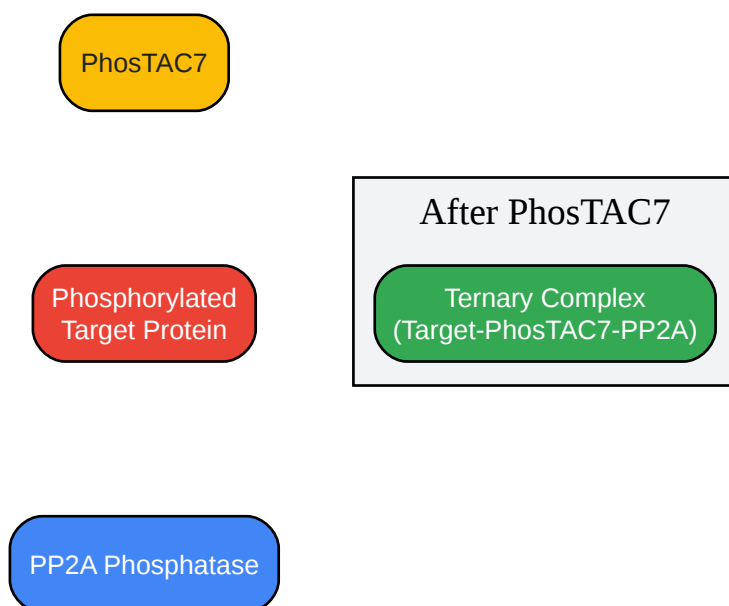 PhosTAC7
After PhosTAC7
Phosphorylated
Target Protein
Ternary Complex
(Target-PhosTAC7-PP2A)
PP2A Phosphatase